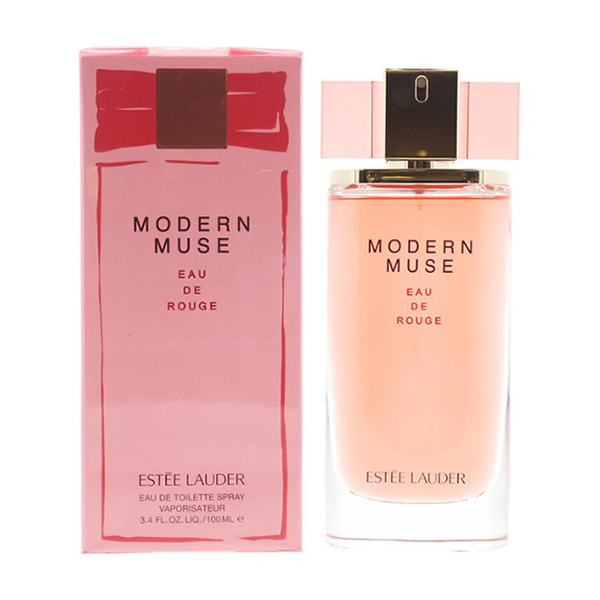 MODERN
MUSE
EAU
DE
ROUGE
ESTĒE LAUDER
EAU DE TOILETTE SPRAY
VAPORISATEUR
3.4 FL.OZ.LIQ./100ML e
MODERN
MUSE
EAU
DE
ROUGE
ESTĒE LAUDER